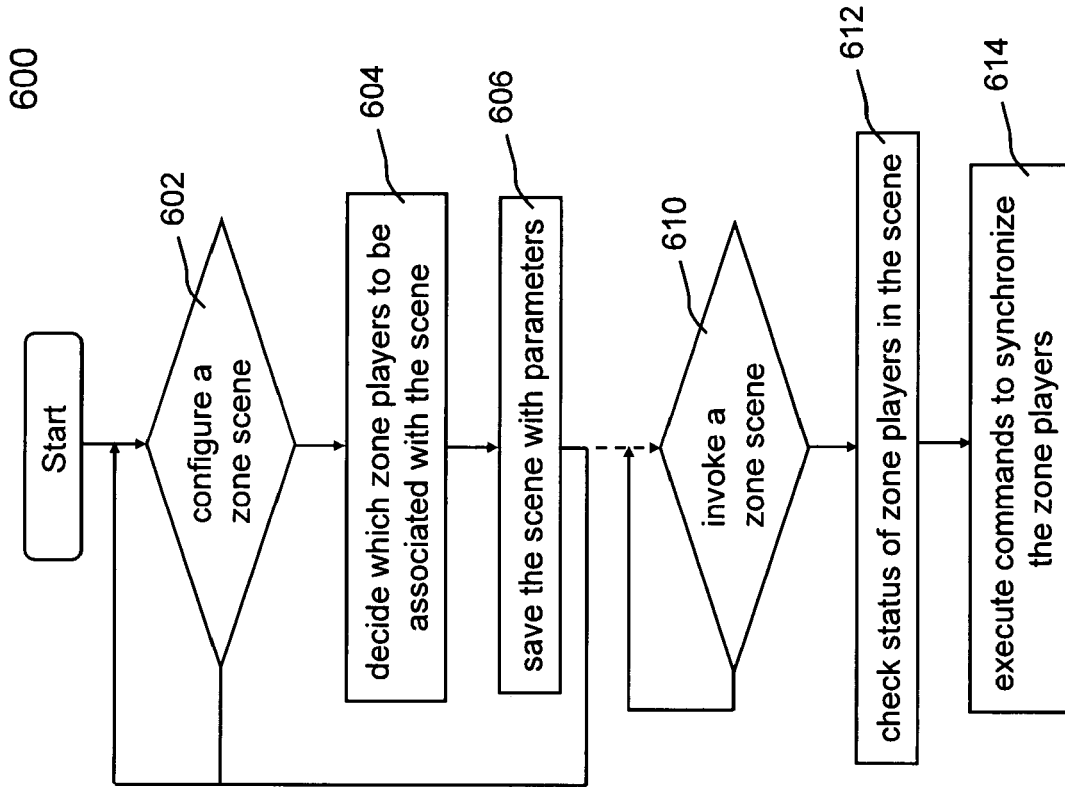 600
Start
602
configure a
zone scene
604
decide which zone players to be
associated with the scene
606
save the scene with parameters
610
invoke a
zone scene
612
check status of zone players in the scene
614
execute commands to synchronize
the zone players